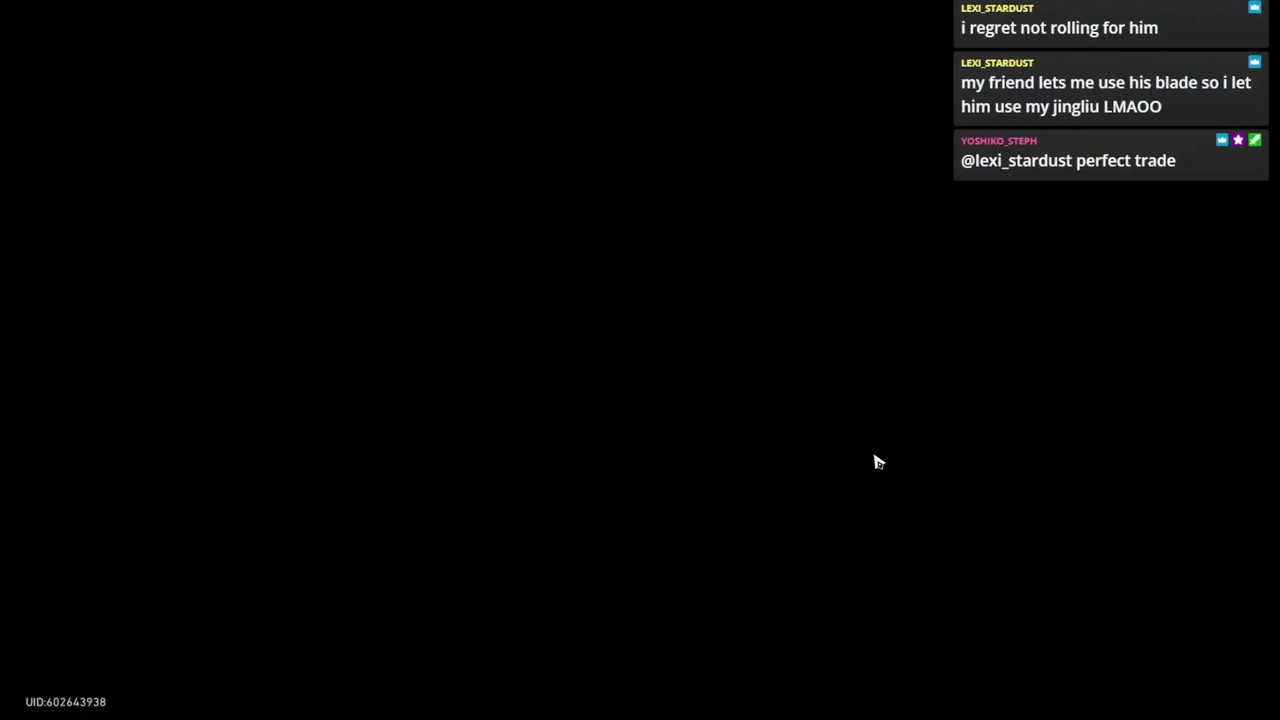 LEXI_STARDUST
i regret not rolling for him
LEXI_STARDUST
my friend lets me use his blade so i let
him use my jingliu LMAOO
YOSHIKO_STEPH
@lexi_stardust perfect trade
UID:602643938